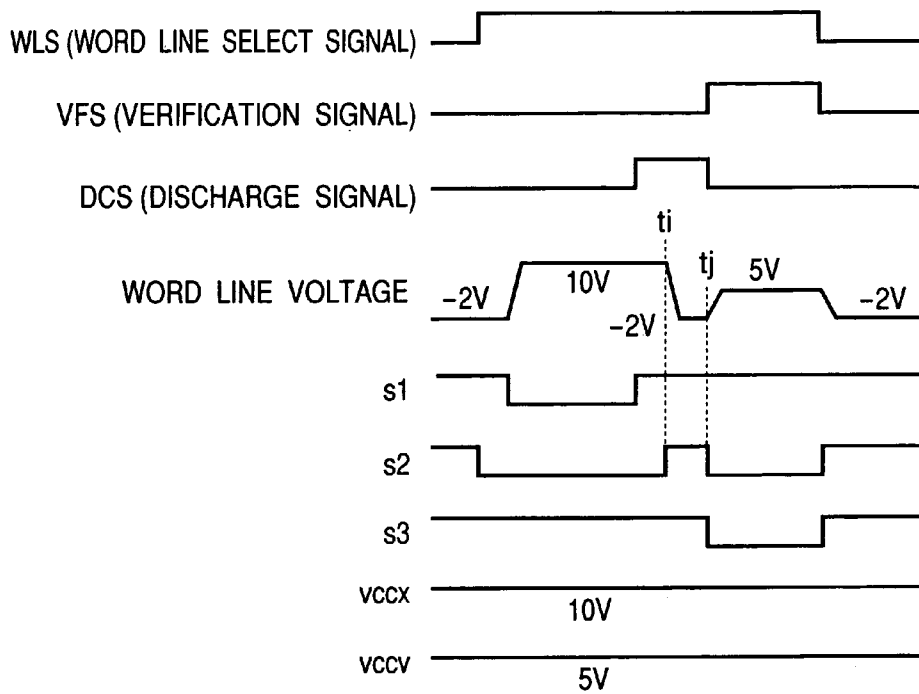 WLS (WORD LINE SELECT SIGNAL)
VFS (VERIFICATION SIGNAL)
DCS (DISCHARGE SIGNAL)
ti
tj
WORD LINE VOLTAGE
-2V
10V
-2V
5V
-2V
s1
s2
s3
vccx
10V
vccv
5V